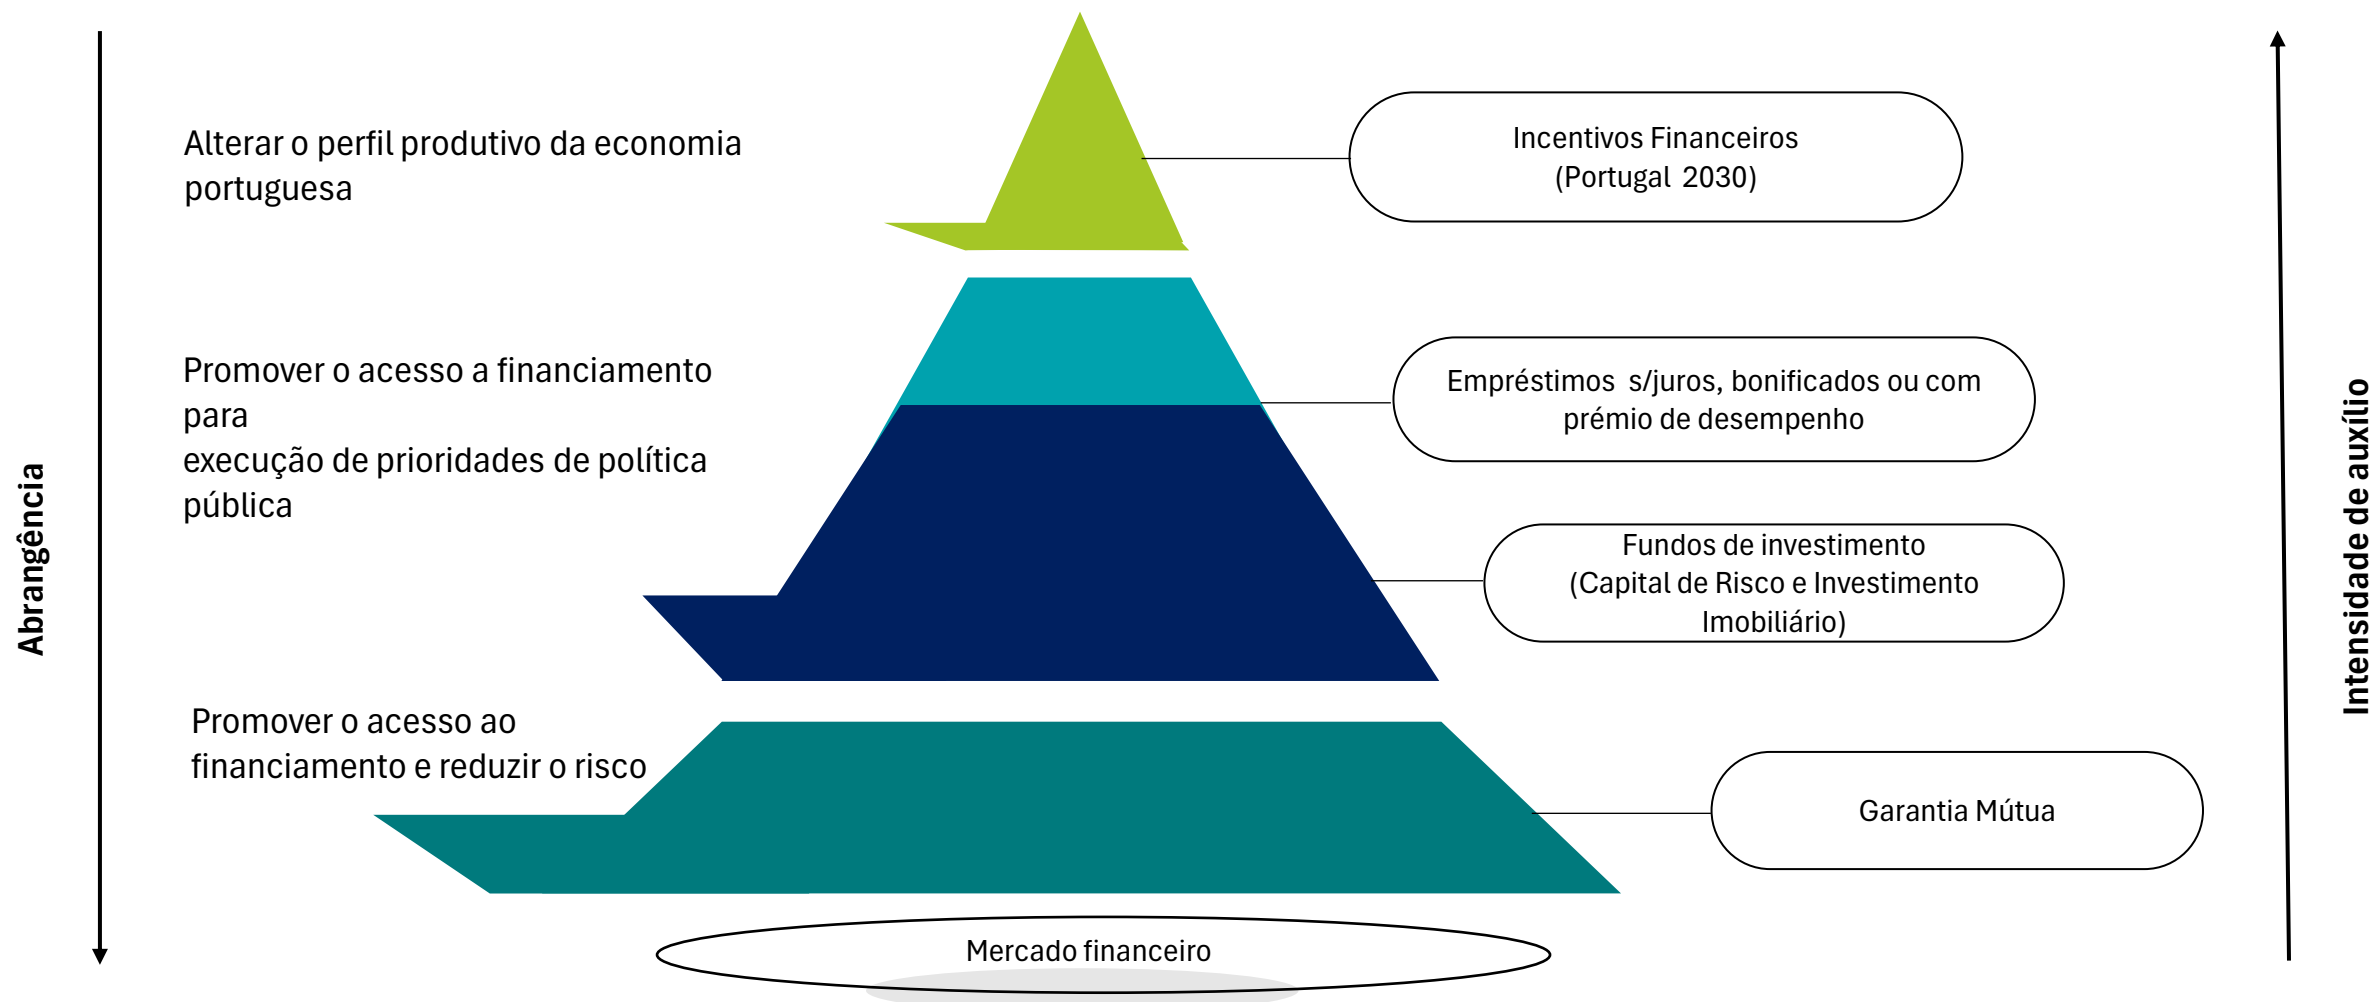 Abrangência
Alterar o perfil produtivo da economia
portuguesa
Incentivos Financeiros
(Portugal 2030)
Promover o acesso a financiamento
para
execução de prioridades de política
pública
Empréstimos s/juros, bonificados ou com
prémio de desempenho
Fundos de investimento
(Capital de Risco e Investimento
Imobiliário)
Promover o acesso ao
financiamento e reduzir o risco
Garantia Mútua
Mercado financeiro
Intensidade de auxílio